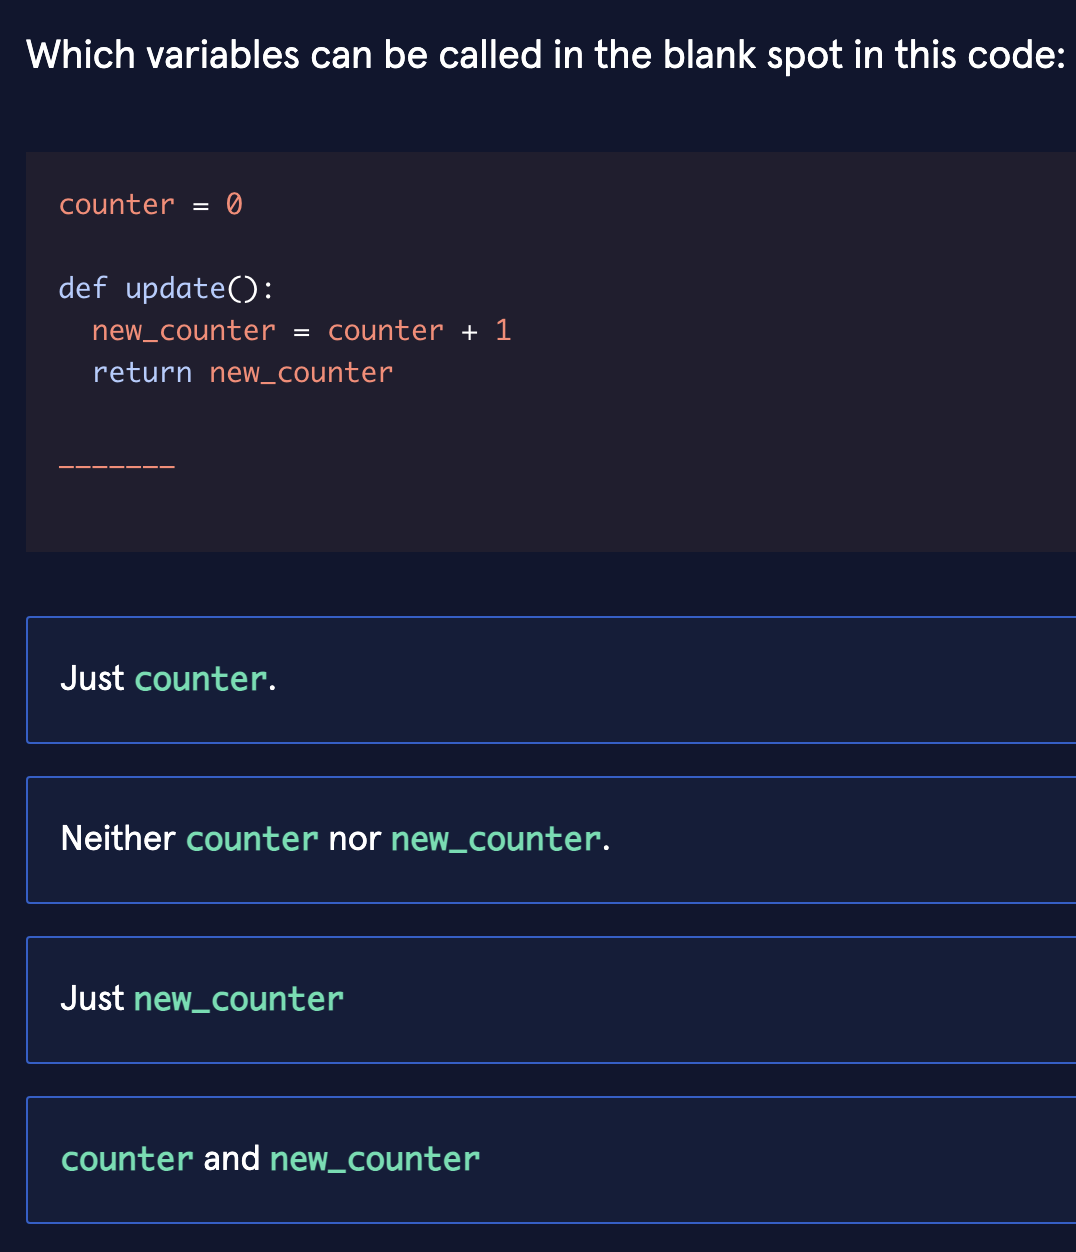 Which variables can be called in the blank spot in this code:
counter = 0
def update():
  new_counter = counter + 1
  return new_counter
_______
Just counter.
Neither counter nor new_counter.
Just new_counter
counter and new_counter